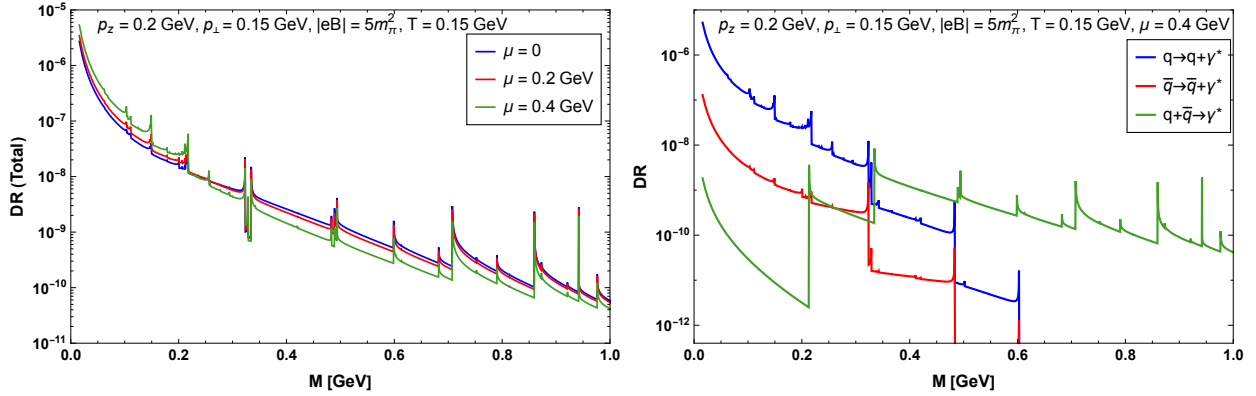 p_z = 0.2 GeV, p_⊥ = 0.15 GeV, |eB| = 5m_π^2, T = 0.15 GeV
μ = 0
μ = 0.2 GeV
μ = 0.4 GeV
DR (Total)
10^-5
10^-6
10^-7
10^-8
10^-9
10^-10
10^-11
0.0 0.2 0.4 0.6 0.8 1.0
M [GeV]
p_z = 0.2 GeV, p_⊥ = 0.15 GeV, |eB| = 5m_π^2, T = 0.15 GeV, μ = 0.4 GeV
q→q+γ*
q̅→q̅+γ*
q+q̅→γ*
DR
10^-6
10^-8
10^-10
10^-12
0.0 0.2 0.4 0.6 0.8 1.0
M [GeV]